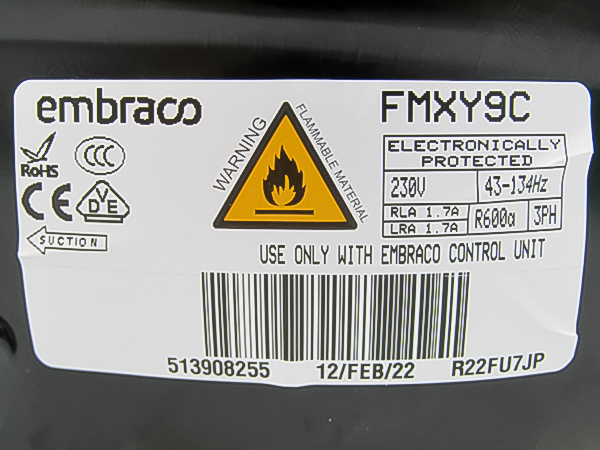 embraco
FMXY9C
RoHS
CCC
CE
VDE
WARNING
FLAMMABLE MATERIAL
ELECTRONICALLY
PROTECTED
230V 43-134Hz
RLA 1.7A
LRA 1.7A
R600a 3PH
SUCTION
USE ONLY WITH EMBRACO CONTROL UNIT
513908255 12/FEB/22 R22FU7JP